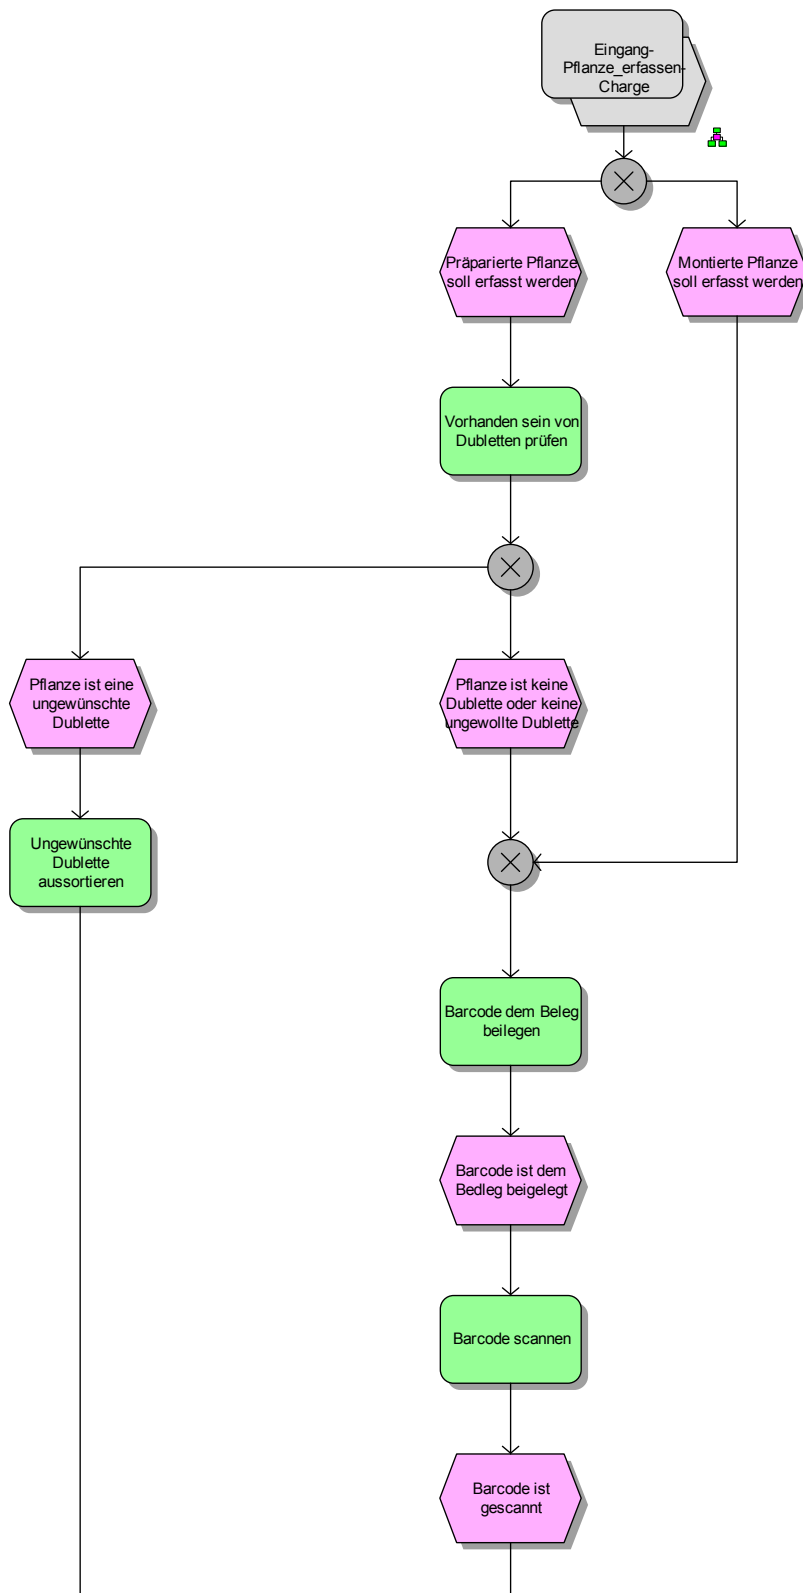 Eingang-
Pflanze_erfassen-
Charge
Präparierte Pflanze
soll erfasst werden
Montierte Pflanze
soll erfasst werden
Vorhanden sein von
Dubletten prüfen
Pflanze ist eine
ungewünschte
Dublette
Pflanze ist keine
Dublette oder keine
ungewollte Dublette
Ungewünschte
Dublette
aussortieren
Barcode dem Beleg
beilegen
Barcode ist dem
Bedleg beigelegt
Barcode scannen
Barcode ist
gescannt